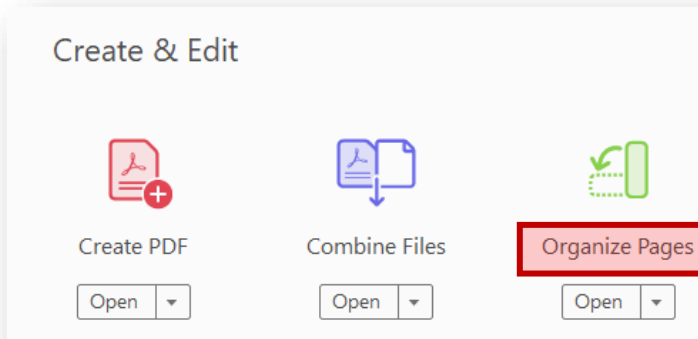 Create & Edit
Create PDF
Combine Files
Organize Pages
Open
Open
Open